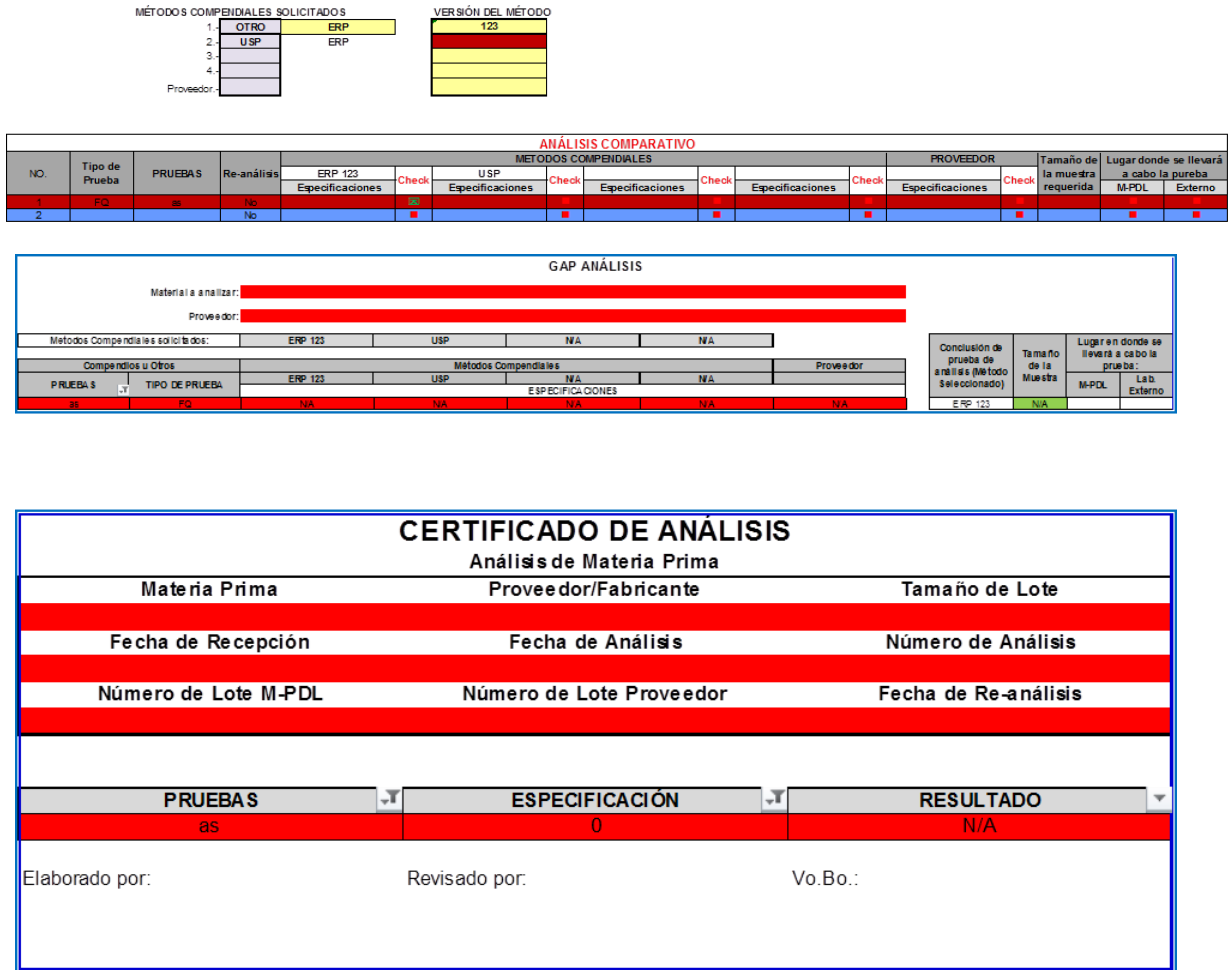 MÉTODOS COMPENDIALES SOLICITADOS VERSIÓN DEL MÉTODO
1.- OTRO ERP 123
2.- USP ERP
3.-
4.-
Proveedor.-
ANÁLISIS COMPARATIVO
NO. Tipo de Prueba PRUEBAS Re-análisis METODOS COMPENDIALES PROVEEDOR Tamaño de la muestra requerida Lugar donde se llevará a cabo la pureba
ERP 123 Check USP Check Check Check Check
Especificaciones Especificaciones Especificaciones Especificaciones Especificaciones M-PDL Externo
1 FQ as No
2 No
GAP ANÁLISIS
Material a analizar:
Proveedor:
Metodos Compendiales solicitados: ERP 123 USP N/A N/A
Conclusión de prueba de análisis (Método Seleccionado) Tamaño de la Muestra Lugar en donde se llevará a cabo la prueba:
Compendios u Otros Métodos Compendiales Proveedor
PRUEBAS TIPO DE PRUEBA ERP 123 USP N/A N/A M-PDL Lab. Externo
ESPECIFICACIONES
as FQ N/A N/A N/A N/A N/A ERP 123 N/A
CERTIFICADO DE ANÁLISIS
Análisis de Materia Prima
Materia Prima Proveedor/Fabricante Tamaño de Lote
Fecha de Recepción Fecha de Análisis Número de Análisis
Número de Lote M-PDL Número de Lote Proveedor Fecha de Re-análisis
PRUEBAS ESPECIFICACIÓN RESULTADO
as 0 N/A
Elaborado por: Revisado por: Vo.Bo.: